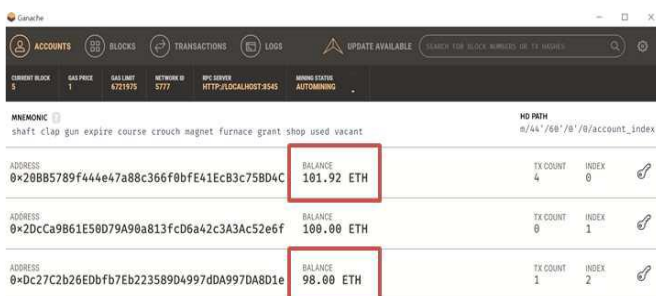 Ganache
ACCOUNTS BLOCKS TRANSACTIONS LOGS UPDATE AVAILABLE SEARCH FOR BLOCK NUMBERS OR TX HASHES
CURRENT BLOCK GAS PRICE GAS LIMIT NETWORK ID RPC SERVER MINING STATUS
5 1 6721975 5777 HTTP://LOCALHOST:8545 AUTOMINING
MNEMONIC ? HD PATH
shaft clap gun expire course crouch magnet furnace grant shop used vacant m/44'/60'/0'/0/account_index
ADDRESS BALANCE TX COUNT INDEX
0×20BB5789f444e47a88c366f0bfE41EcB3c75BD4C 101.92 ETH 4 0
ADDRESS BALANCE TX COUNT INDEX
0×2DcCa9B61E50D79A90a813fcD6a42c3A3Ac52e6f 100.00 ETH 0 1
ADDRESS BALANCE TX COUNT INDEX
0×Dc27C2b26EDbfb7Eb223589D4997dDA997DA8D1e 98.00 ETH 1 2